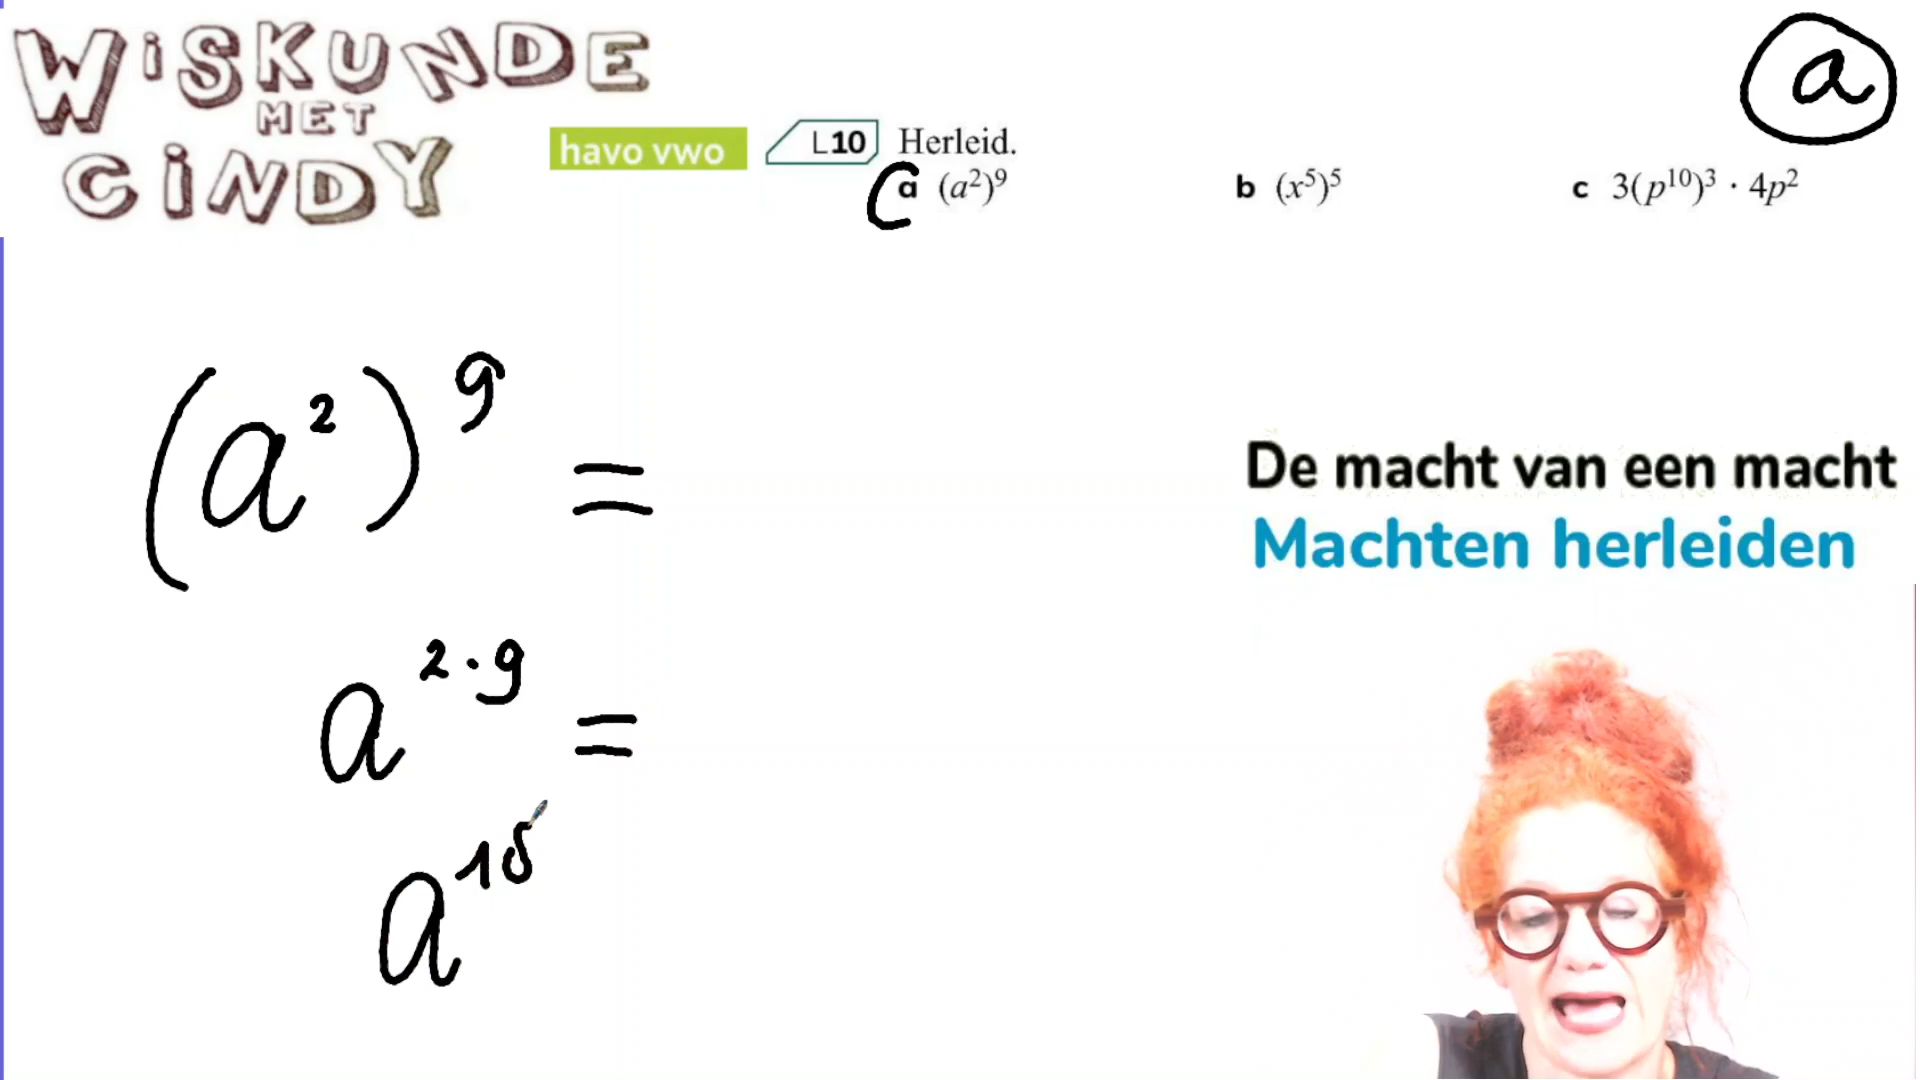 WiSKUNDE
MET
CiNDY
havo vwo
L10 Herleid.
a (a²)⁹
b (x⁵)⁵
c 3(p¹⁰)³ · 4p²
a
(a²)⁹ =
a²·⁹ =
a¹⁸
De macht van een macht
Machten herleiden